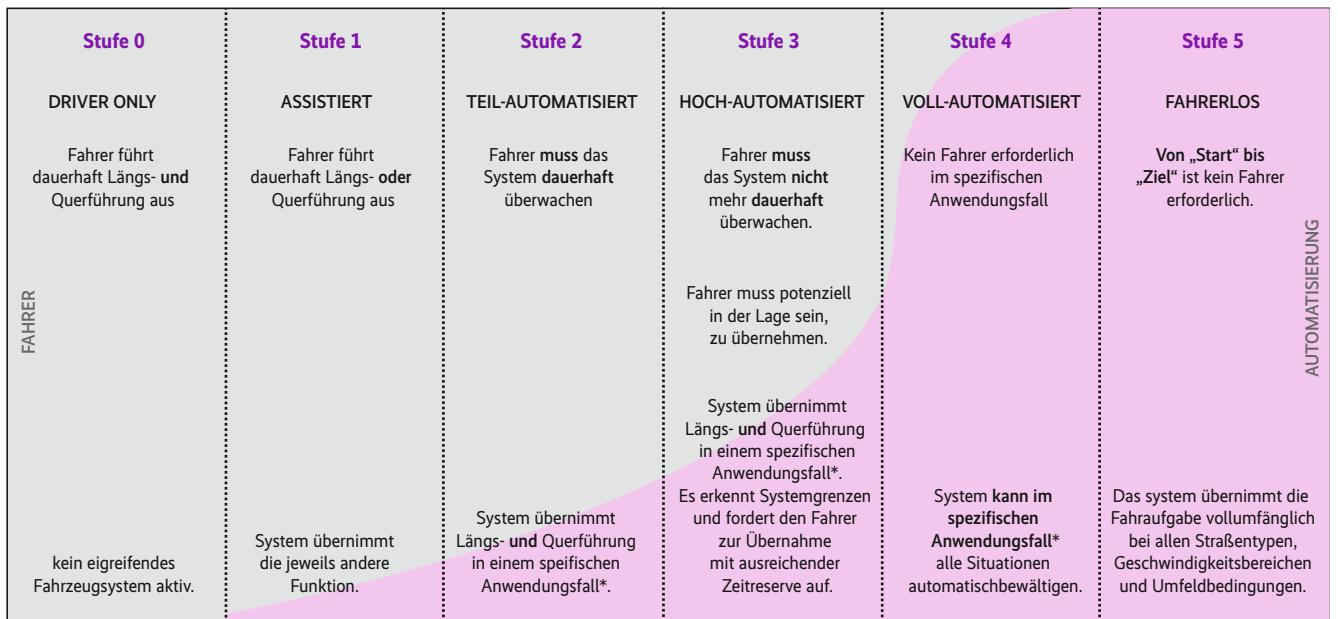 Stufe 0
DRIVER ONLY
Fahrer führt
dauerhaft Längs- und
Querführung aus
FAHRER
kein eigreifendes
Fahrzeugsystem aktiv.
Stufe 1
ASSISTIERT
Fahrer führt
dauerhaft Längs- oder
Querführung aus
System übernimmt
die jeweils andere
Funktion.
Stufe 2
TEIL-AUTOMATISIERT
Fahrer muss das
System dauerhaft
überwachen
System übernimmt
Längs- und Querführung
in einem speifischen
Anwendungsfall*.
Stufe 3
HOCH-AUTOMATISIERT
Fahrer muss
das System nicht
mehr dauerhaft
überwachen.
Fahrer muss potenziell
in der Lage sein,
zu übernehmen.
System übernimmt
Längs- und Querführung
in einem spezifischen
Anwendungsfall*.
Es erkennt Systemgrenzen
und fordert den Fahrer
zur Übernahme
mit ausreichender
Zeitreserve auf.
Stufe 4
VOLL-AUTOMATISIERT
Kein Fahrer erforderlich
im spezifischen
Anwendungsfall
System kann im
spezifischen
Anwendungsfall*
alle Situationen
automatischbewältigen.
Stufe 5
FAHRERLOS
Von „Start“ bis
„Ziel“ ist kein Fahrer
erforderlich.
AUTOMATISIERUNG
Das system übernimmt die
Fahraufgabe vollumfänglich
bei allen Straßentypen,
Geschwindigkeitsbereichen
und Umfeldbedingungen.